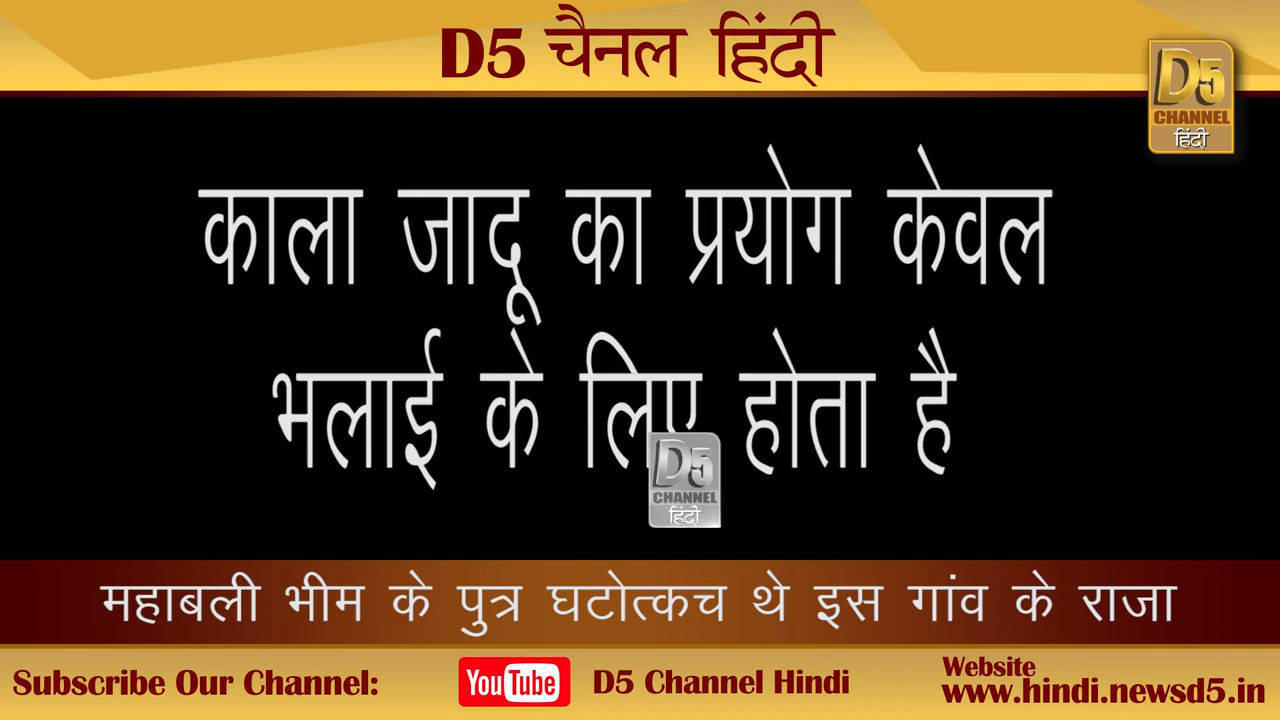 D5 चैनल हिंदी
D5
CHANNEL
हिंदी
काला जादू का प्रयोग केवल
भलाई के लिए होता है
D5
CHANNEL
हिंदी
महाबली भीम के पुत्र घटोत्कच थे इस गांव के राजा
Subscribe Our Channel:
YouTube
D5 Channel Hindi
Website
www.hindi.newsd5.in